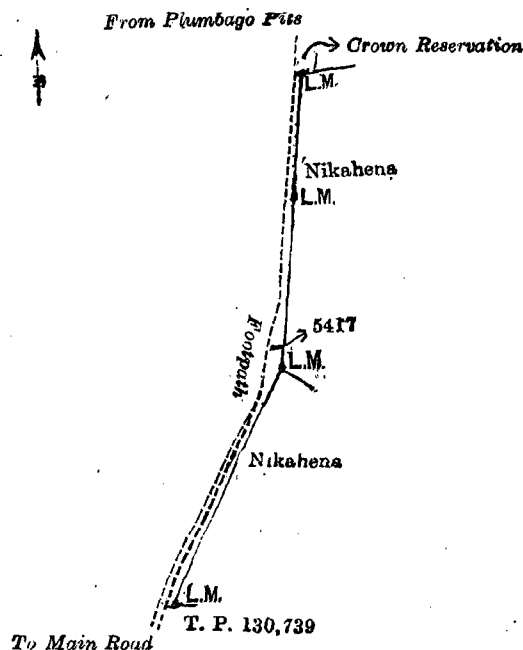 From Plumbago Pits
Crown Reservation
L.M.
Nikahena
L.M.
Footpath
5417
L.M.
Nikahena
L.M.
T. P. 130,739
To Main Road